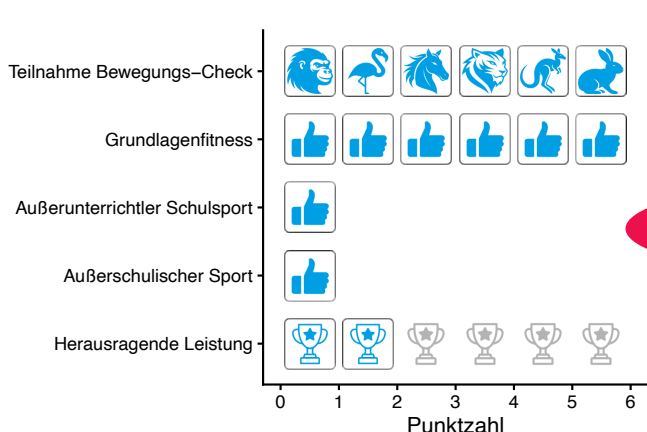 Teilnahme Bewegungs–Check
Grundlagenfitness
Außerunterrichtler Schulsport
Außerschulischer Sport
Herausragende Leistung
0 1 2 3 4 5 6
Punktzahl